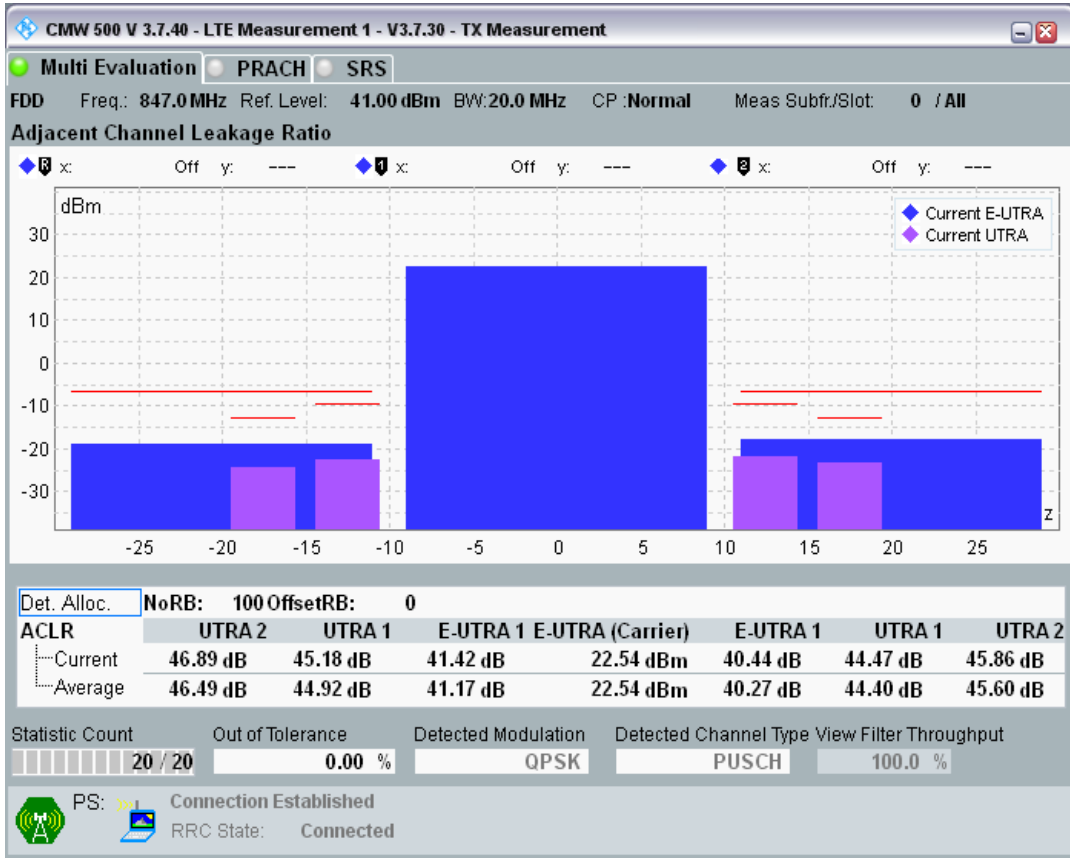 CMW 500 V 3.7.40 - LTE Measurement 1 - V3.7.30 - TX Measurement
Multi Evaluation PRACH SRS
FDD Freq.: 847.0 MHz Ref. Level: 41.00 dBm BW: 20.0 MHz CP :Normal Meas Subfr./Slot: 0 / All
Adjacent Channel Leakage Ratio
R x: Off y: --- 1 x: Off y: --- 2 x: Off y: ---
dBm
Current E-UTRA
Current UTRA
30
20
10
0
-10
-20
-30
z
-25 -20 -15 -10 -5 0 5 10 15 20 25
Det. Alloc. NoRB: 100 OffsetRB: 0
ACLR UTRA 2 UTRA 1 E-UTRA 1 E-UTRA (Carrier) E-UTRA 1 UTRA 1 UTRA 2
Current 46.89 dB 45.18 dB 41.42 dB 22.54 dBm 40.44 dB 44.47 dB 45.86 dB
Average 46.49 dB 44.92 dB 41.17 dB 22.54 dBm 40.27 dB 44.40 dB 45.60 dB
Statistic Count Out of Tolerance Detected Modulation Detected Channel Type View Filter Throughput
20 / 20 0.00 % QPSK PUSCH 100.0 %
PS: Connection Established
RRC State: Connected